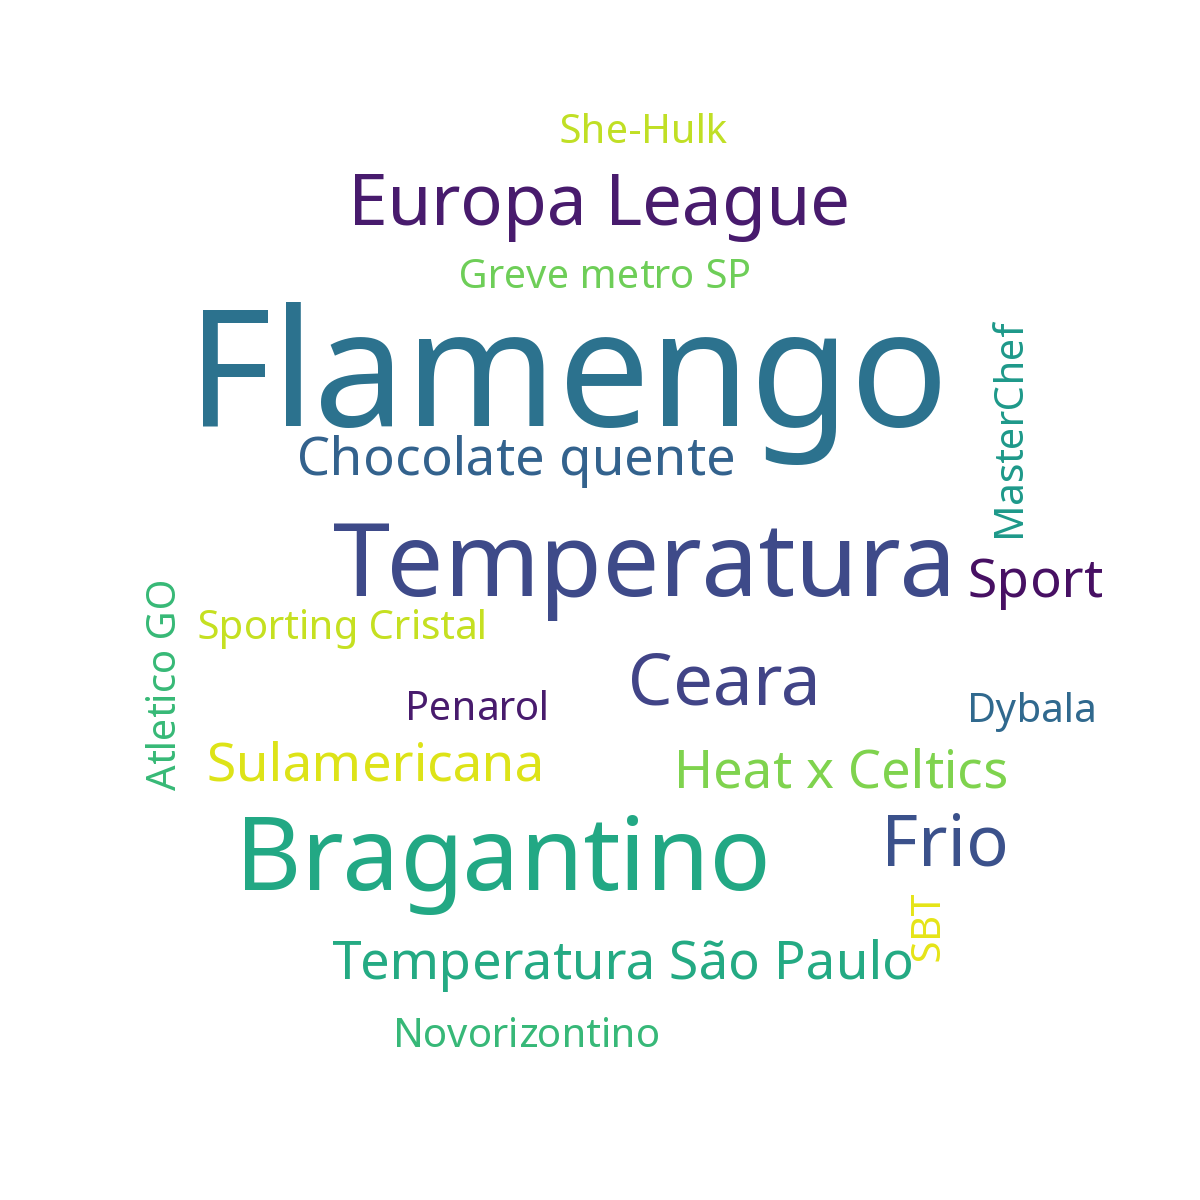 She-Hulk
Europa League
Greve metro SP
Flamengo
MasterChef
Chocolate quente
Temperatura
Sport
Atletico GO
Sporting Cristal
Ceara
Penarol
Dybala
Sulamericana
Heat x Celtics
Bragantino
Frio
SBT
Temperatura São Paulo
Novorizontino